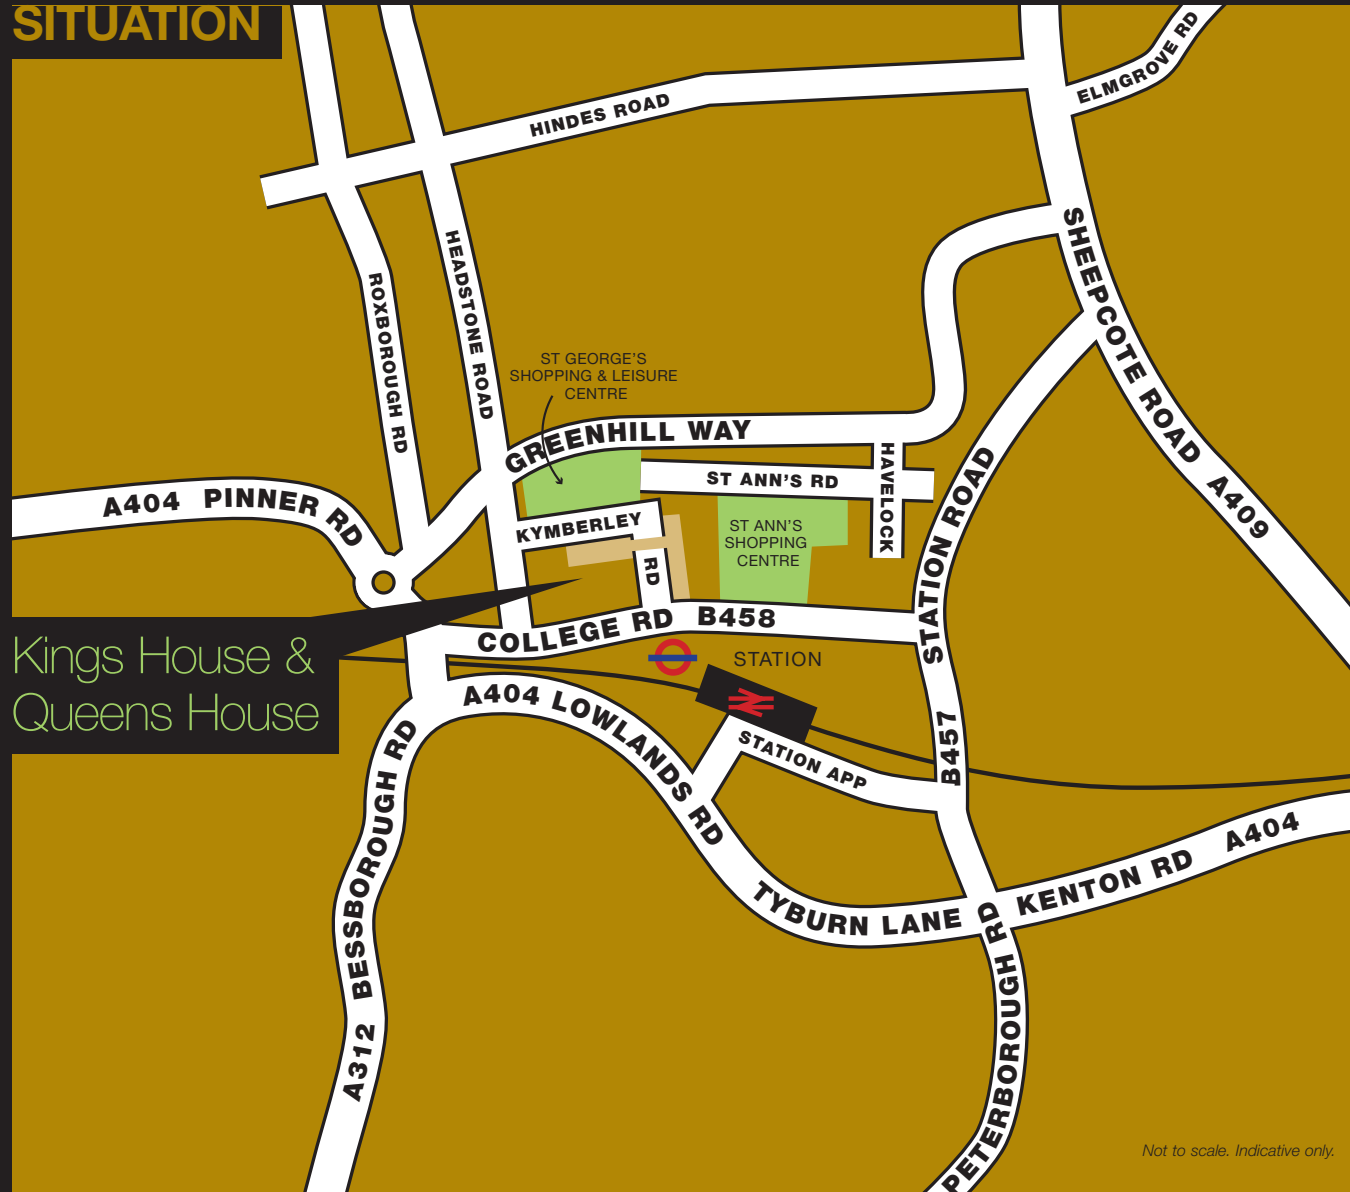 SITUATION
HINDES ROAD
ELMGROVE RD
HEADSTONE ROAD
ROXBOROUGH RD
SHEEPCOTE ROAD A409
ST GEORGE'S
SHOPPING & LEISURE
CENTRE
GREENHILL WAY
ST ANN'S RD
HAVELOCK
STATION ROAD
A404 PINNER RD
KYMBERLEY
RD
ST ANN'S
SHOPPING
CENTRE
COLLEGE RD B458
Kings House &
Queens House
STATION
A404 LOWLANDS RD
STATION APP
B457
BESSBOROUGH RD
A312
TYBURN LANE
KENTON RD A404
PETERBOROUGH RD
Not to scale. Indicative only.